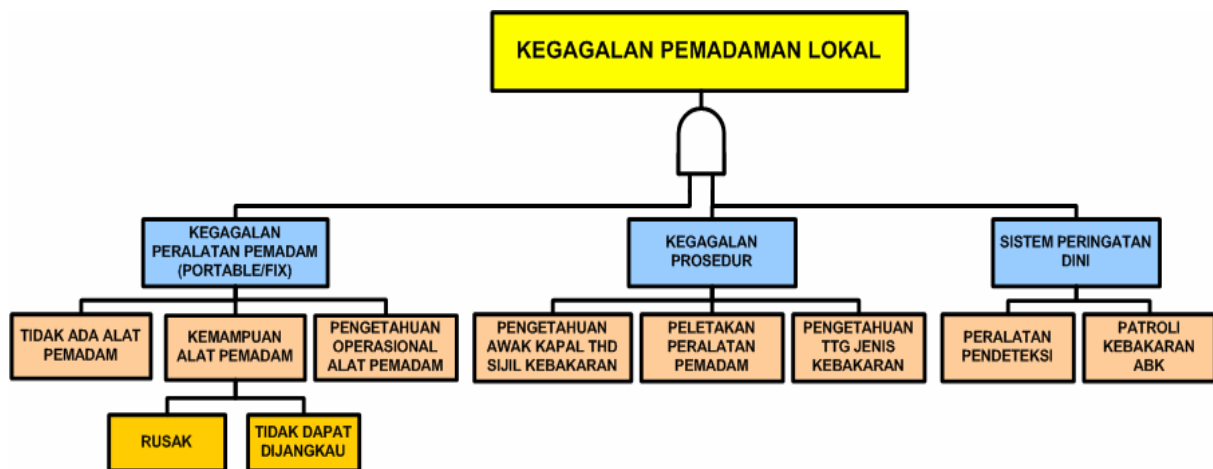 KEGAGALAN PEMADAMAN LOKAL
KEGAGALAN
PERALATAN PEMADAM
(PORTABLE/FIX)
KEGAGALAN
PROSEDUR
SISTEM PERINGATAN
DINI
TIDAK ADA ALAT
PEMADAM
KEMAMPUAN
ALAT PEMADAM
PENGETAHUAN
OPERASIONAL
ALAT PEMADAM
PENGETAHUAN
AWAK KAPAL THD
SIJIL KEBAKARAN
PELETAKAN
PERALATAN
PEMADAM
PENGETAHUAN
TTG JENIS
KEBAKARAN
PERALATAN
PENDETEKSI
PATROLI
KEBAKARAN
ABK
RUSAK
TIDAK DAPAT
DIJANGKAU